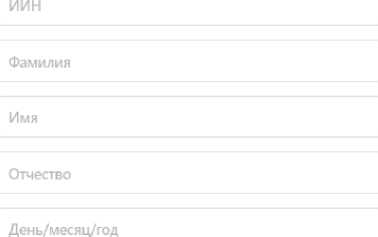 ИИН
Фамилия
Имя
Отчество
День/месяц/год